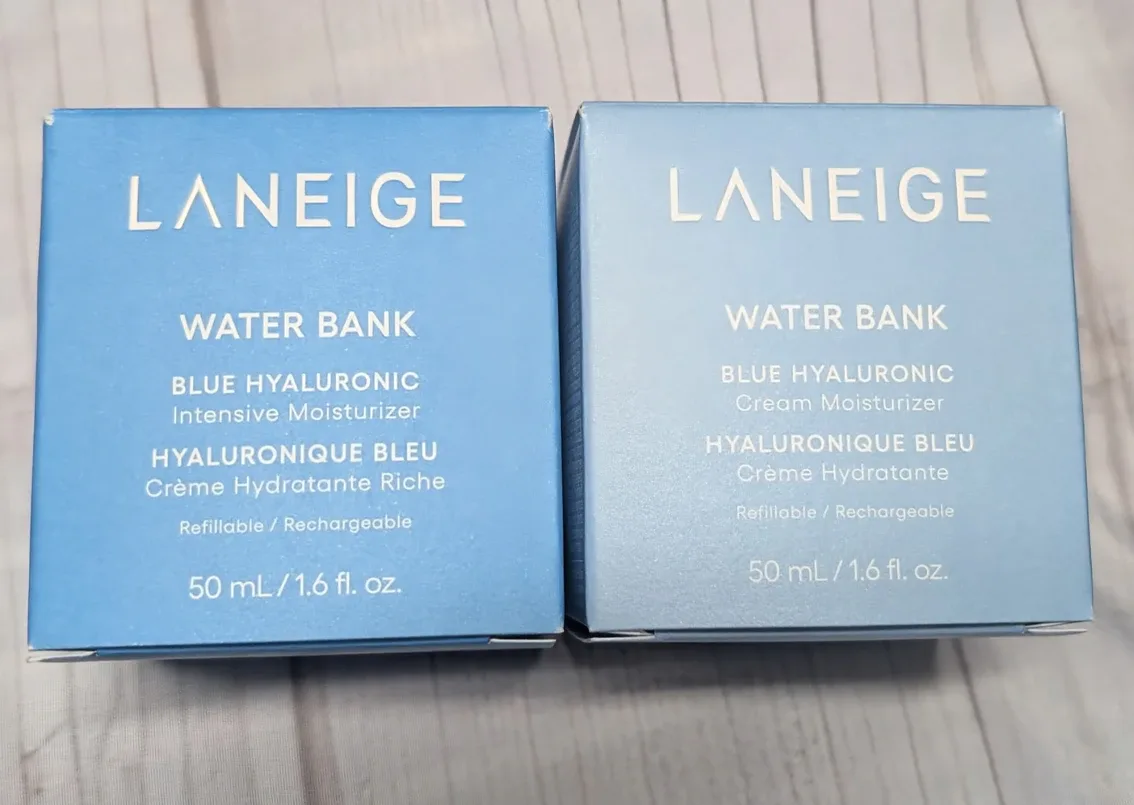 LANEIGE
WATER BANK
BLUE HYALURONIC
Intensive Moisturizer
HYALURONIQUE BLEU
Crème Hydratante Riche
Refillable / Rechargeable
50 mL / 1.6 fl. oz.
LANEIGE
WATER BANK
BLUE HYALURONIC
Cream Moisturizer
HYALURONIQUE BLEU
Crème Hydratante
Refillable / Rechargeable
50 mL / 1.6 fl. oz.